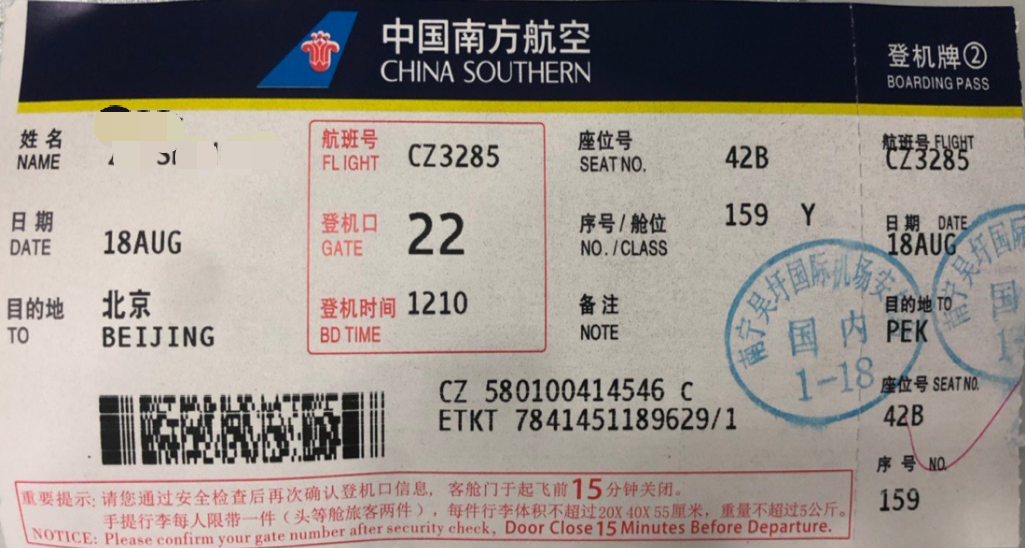 中国南方航空
CHINA SOUTHERN
登机牌②
BOARDING PASS
姓名
NAME
航班号
FLIGHT
CZ3285
座位号
SEAT NO.
42B
航班号 FLIGHT
CZ3285
日期
DATE
18AUG
登机口
GATE
22
序号/舱位
NO./CLASS
159 Y
日期 DATE
18AUG
目的地
TO
北京
BEIJING
登机时间
BD TIME
1210
备注
NOTE
南宁吴圩国际机场安
国内
1-18
目的地 TO
PEK
南宁吴圩国际
国
CZ 580100414546 C
ETKT 7841451189629/1
座位号 SEAT NO.
42B
序号 NO.
159
重要提示: 请您通过安全检查后再次确认登机口信息, 客舱门于起飞前15分钟关闭。
手提行李每人限带一件(头等舱旅客两件), 每件行李体积不超过20X40X55厘米, 重量不超过5公斤。
NOTICE: Please confirm your gate number after security check, Door Close 15 Minutes Before Departure.